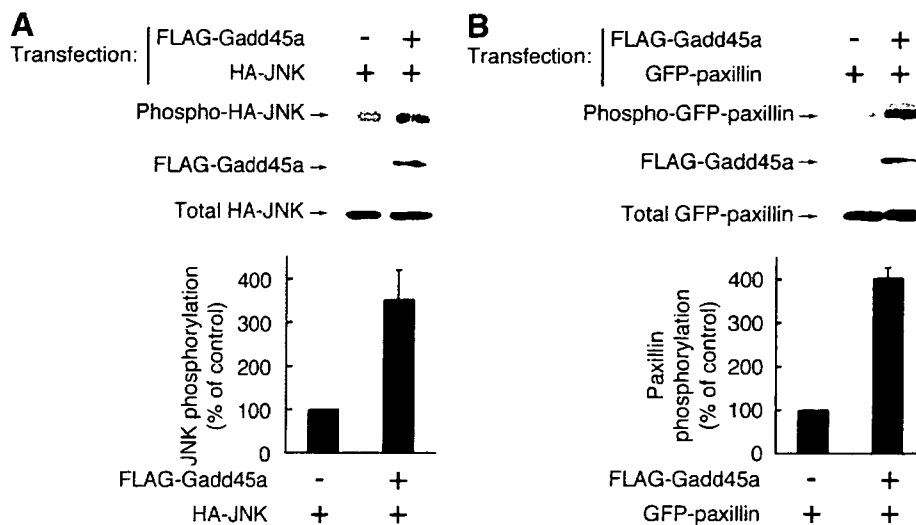 A
Transfection:
FLAG-Gadd45a - +
HA-JNK + +
Phospho-HA-JNK →
FLAG-Gadd45a →
Total HA-JNK →
JNK phosphorylation
(% of control)
400
300
200
100
0
FLAG-Gadd45a - +
HA-JNK + +
B
Transfection:
FLAG-Gadd45a - +
GFP-paxillin + +
Phospho-GFP-paxillin →
FLAG-Gadd45a →
Total GFP-paxillin →
Paxillin
phosphorylation
(% of control)
400
300
200
100
0
FLAG-Gadd45a - +
GFP-paxillin + +